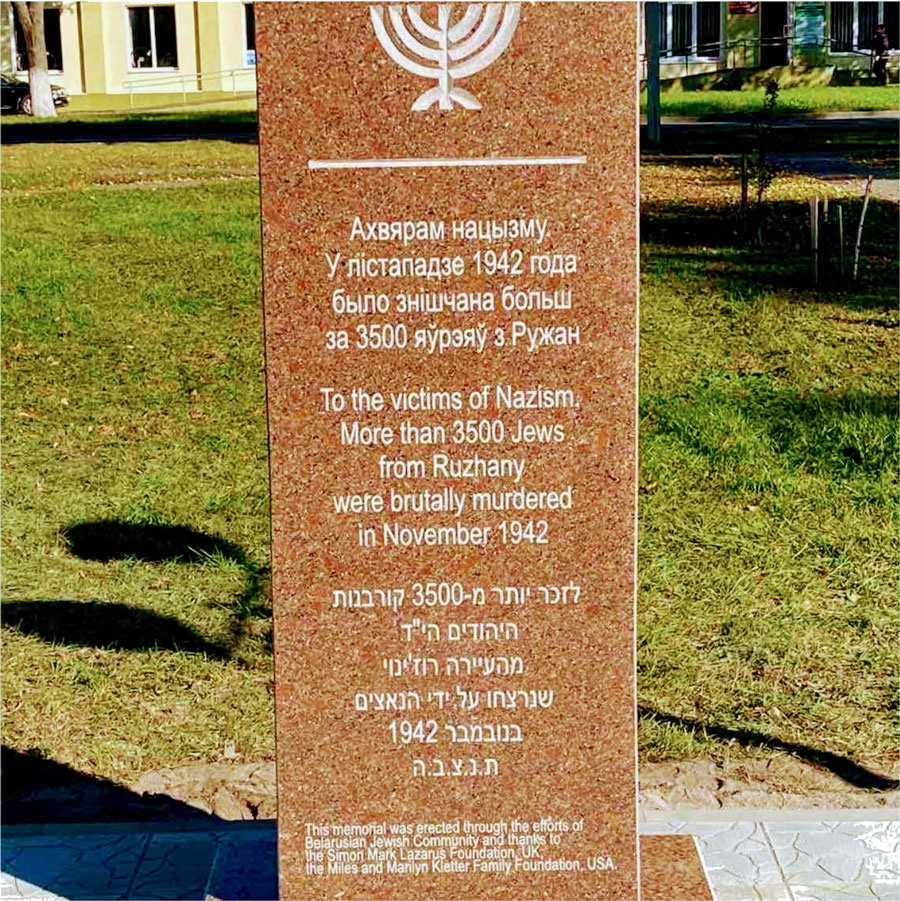 Ахвярам нацызму.
У лістападзе 1942 года
было знішчана больш
за 3500 яўрэяў з Ружан
To the victims of Nazism.
More than 3500 Jews
from Ruzhany
were brutally murdered
in November 1942
לזכר יותר מ-3500 קורבנות
היהודים הי"ד
מהעיירה רוז'ינוי
שנרצחו על ידי הנאצים
בנובמבר 1942
ת.נ.צ.ב.ה
This memorial was erected through the efforts of
Belarusian Jewish Community and thanks to
the Simon Mark Lazarus Foundation, UK
the Miles and Marilyn Kletter Family Foundation, USA.